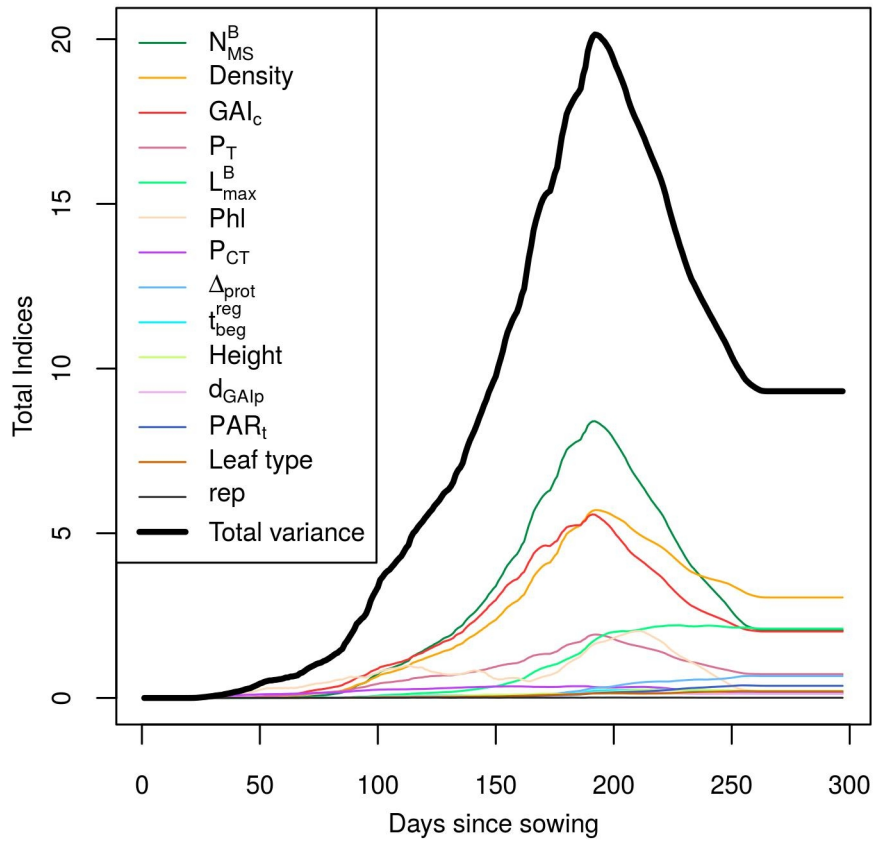 N^B_MS
Density
GAI_c
P_T
L^B_max
Phl
P_CT
Δ_prot
t^reg_beg
Height
d_GAIp
PAR_t
Leaf type
rep
Total variance
Total Indices
0
5
10
15
20
0 50 100 150 200 250 300
Days since sowing